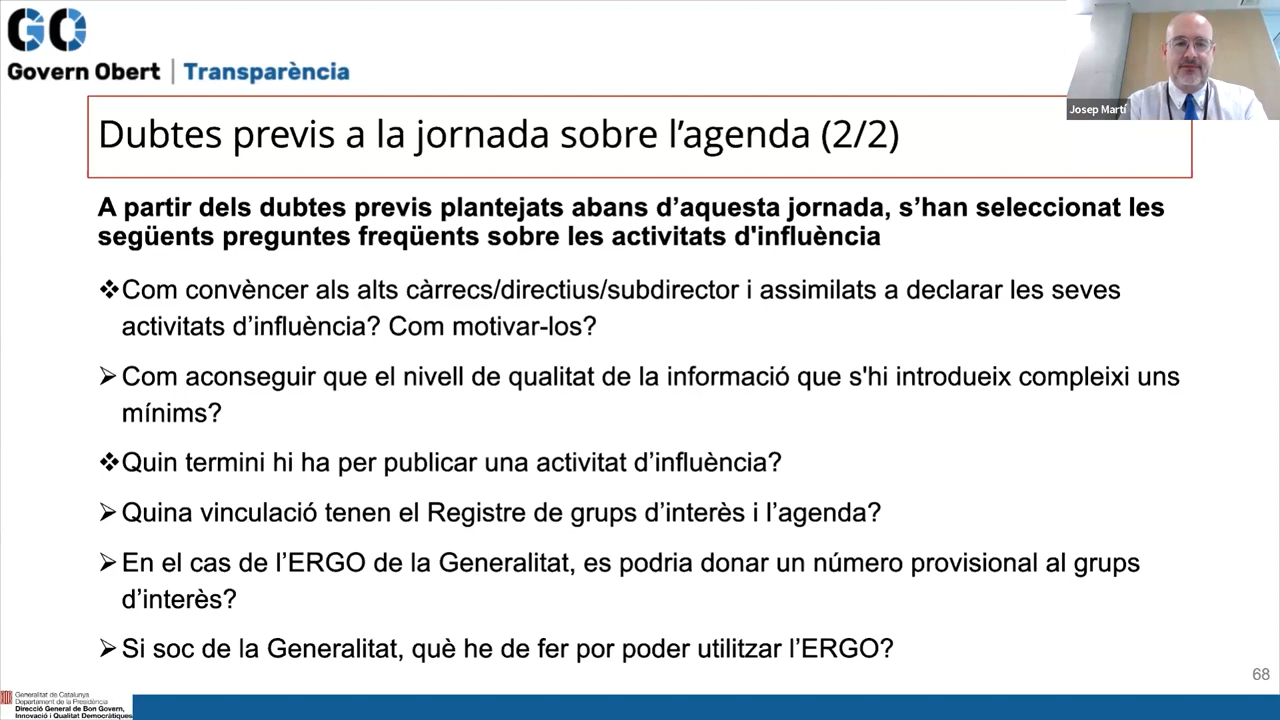 GO
Govern Obert | Transparència
Josep Martí
Dubtes previs a la jornada sobre l’agenda (2/2)
A partir dels dubtes previs plantejats abans d’aquesta jornada, s’han seleccionat les
següents preguntes freqüents sobre les activitats d'influència
❖Com convèncer als alts càrrecs/directius/subdirector i assimilats a declarar les seves
activitats d’influència? Com motivar-los?
➢Com aconseguir que el nivell de qualitat de la informació que s'hi introdueix compleixi uns
mínims?
❖Quin termini hi ha per publicar una activitat d’influència?
➢Quina vinculació tenen el Registre de grups d’interès i l’agenda?
➢En el cas de l’ERGO de la Generalitat, es podria donar un número provisional al grups
d’interès?
➢Si soc de la Generalitat, què he de fer por poder utilitzar l’ERGO?
68
Generalitat de Catalunya
Departament de la Presidència
Direcció General de Bon Govern,
Innovació i Qualitat Democràtiques